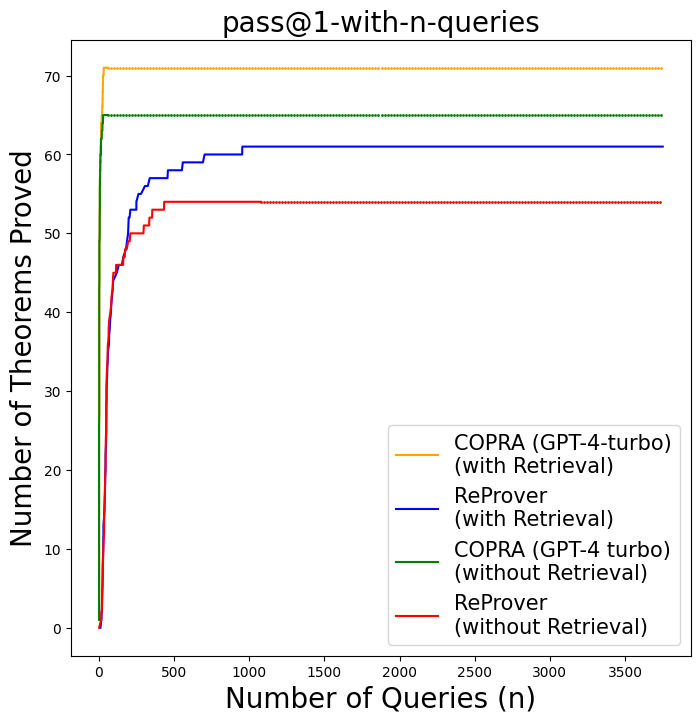 pass@1-with-n-queries
Number of Theorems Proved
70
60
50
40
30
20
10
0
COPRA (GPT-4-turbo)
(with Retrieval)
ReProver
(with Retrieval)
COPRA (GPT-4 turbo)
(without Retrieval)
ReProver
(without Retrieval)
0 500 1000 1500 2000 2500 3000 3500
Number of Queries (n)